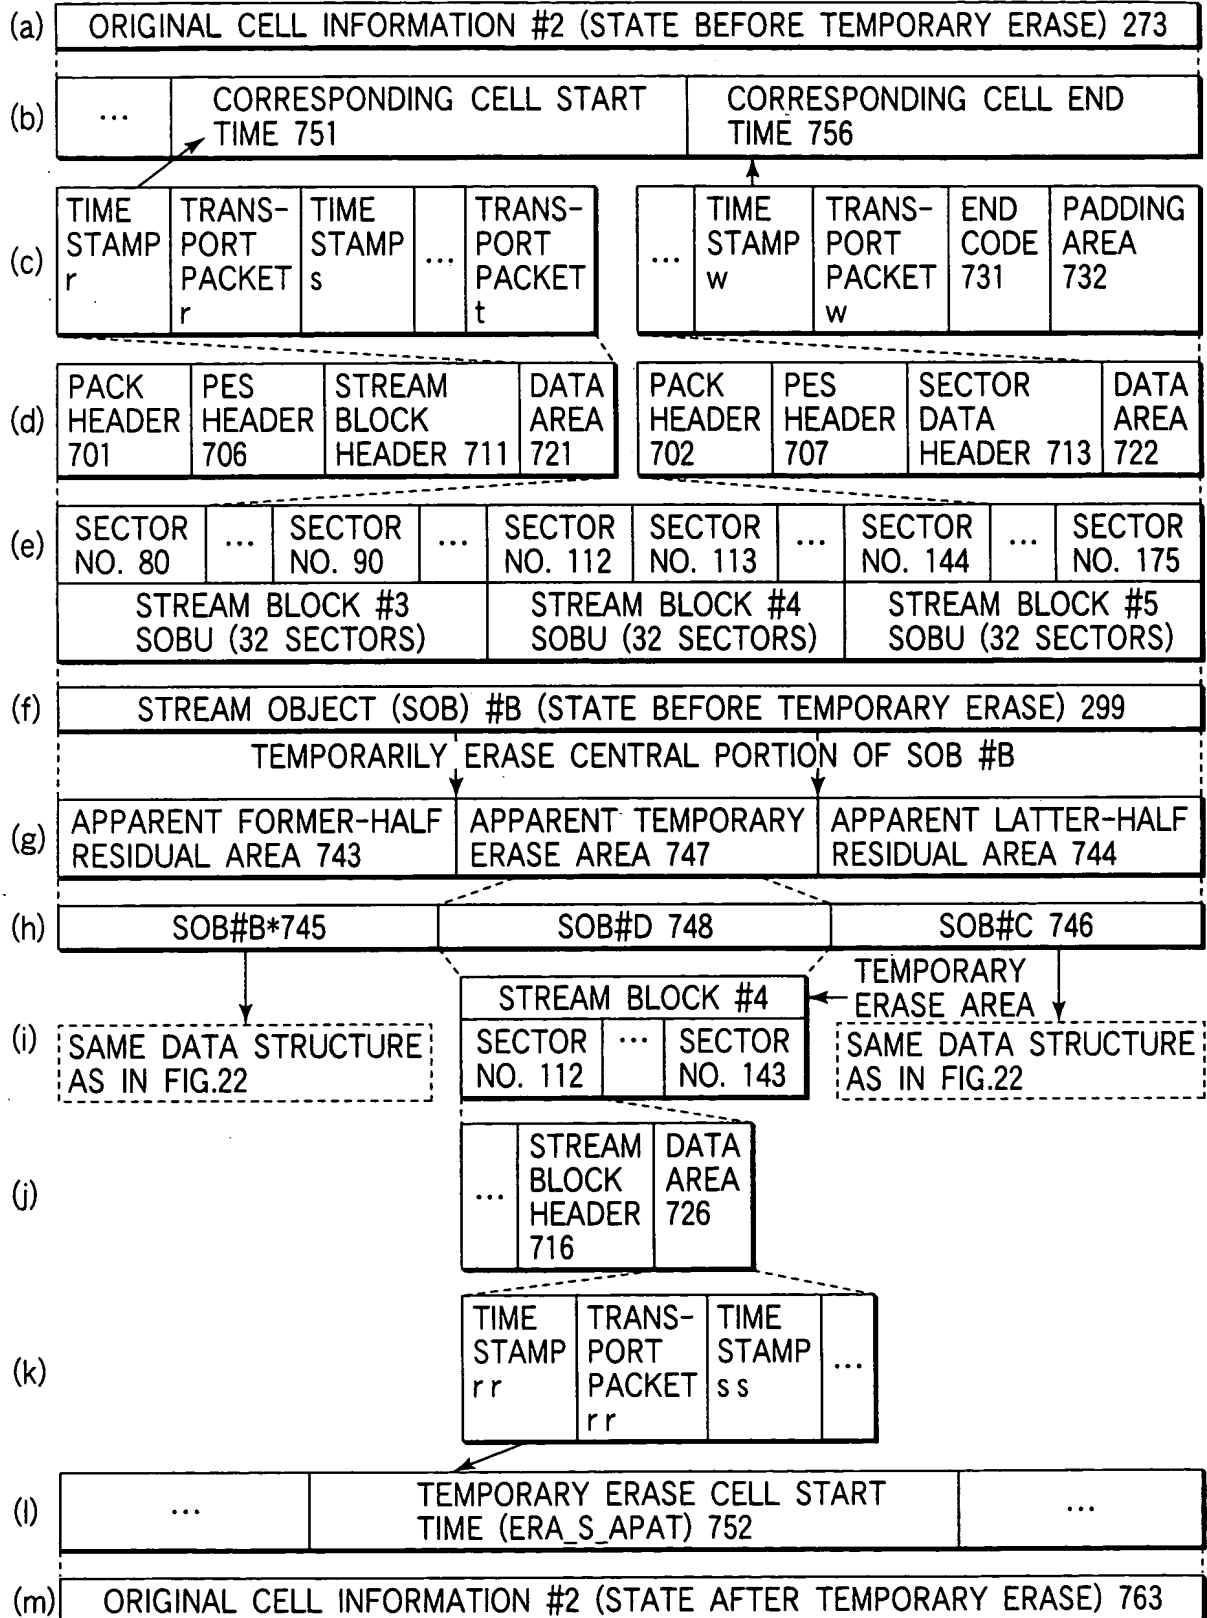 (a) ORIGINAL CELL INFORMATION #2 (STATE BEFORE TEMPORARY ERASE) 273
(b) ... CORRESPONDING CELL START
TIME 751
CORRESPONDING CELL END
TIME 756
(c)
TIME
STAMP
r
TRANS-
PORT
PACKET
r
TIME
STAMP
s
...
TRANS-
PORT
PACKET
t
...
TIME
STAMP
w
TRANS-
PORT
PACKET
w
END
CODE
731
PADDING
AREA
732
(d)
PACK
HEADER
701
PES
HEADER
706
STREAM
BLOCK
HEADER 711
DATA
AREA
721
PACK
HEADER
702
PES
HEADER
707
SECTOR
DATA
HEADER 713
DATA
AREA
722
(e)
SECTOR
NO. 80
...
SECTOR
NO. 90
...
SECTOR
NO. 112
SECTOR
NO. 113
...
SECTOR
NO. 144
...
SECTOR
NO. 175
STREAM BLOCK #3
SOBU (32 SECTORS)
STREAM BLOCK #4
SOBU (32 SECTORS)
STREAM BLOCK #5
SOBU (32 SECTORS)
(f) STREAM OBJECT (SOB) #B (STATE BEFORE TEMPORARY ERASE) 299
TEMPORARILY ERASE CENTRAL PORTION OF SOB #B
(g)
APPARENT FORMER-HALF
RESIDUAL AREA 743
APPARENT TEMPORARY
ERASE AREA 747
APPARENT LATTER-HALF
RESIDUAL AREA 744
(h) SOB#B*745 SOB#D 748 SOB#C 746
(i)
SAME DATA STRUCTURE
AS IN FIG.22
STREAM BLOCK #4
SECTOR
NO. 112
...
SECTOR
NO. 143
TEMPORARY
ERASE AREA
SAME DATA STRUCTURE
AS IN FIG.22
(j)
...
STREAM
BLOCK
HEADER
716
DATA
AREA
726
(k)
TIME
STAMP
rr
TRANS-
PORT
PACKET
rr
TIME
STAMP
ss
...
(l)
...
TEMPORARY ERASE CELL START
TIME (ERA_S_APAT) 752
...
(m) ORIGINAL CELL INFORMATION #2 (STATE AFTER TEMPORARY ERASE) 763